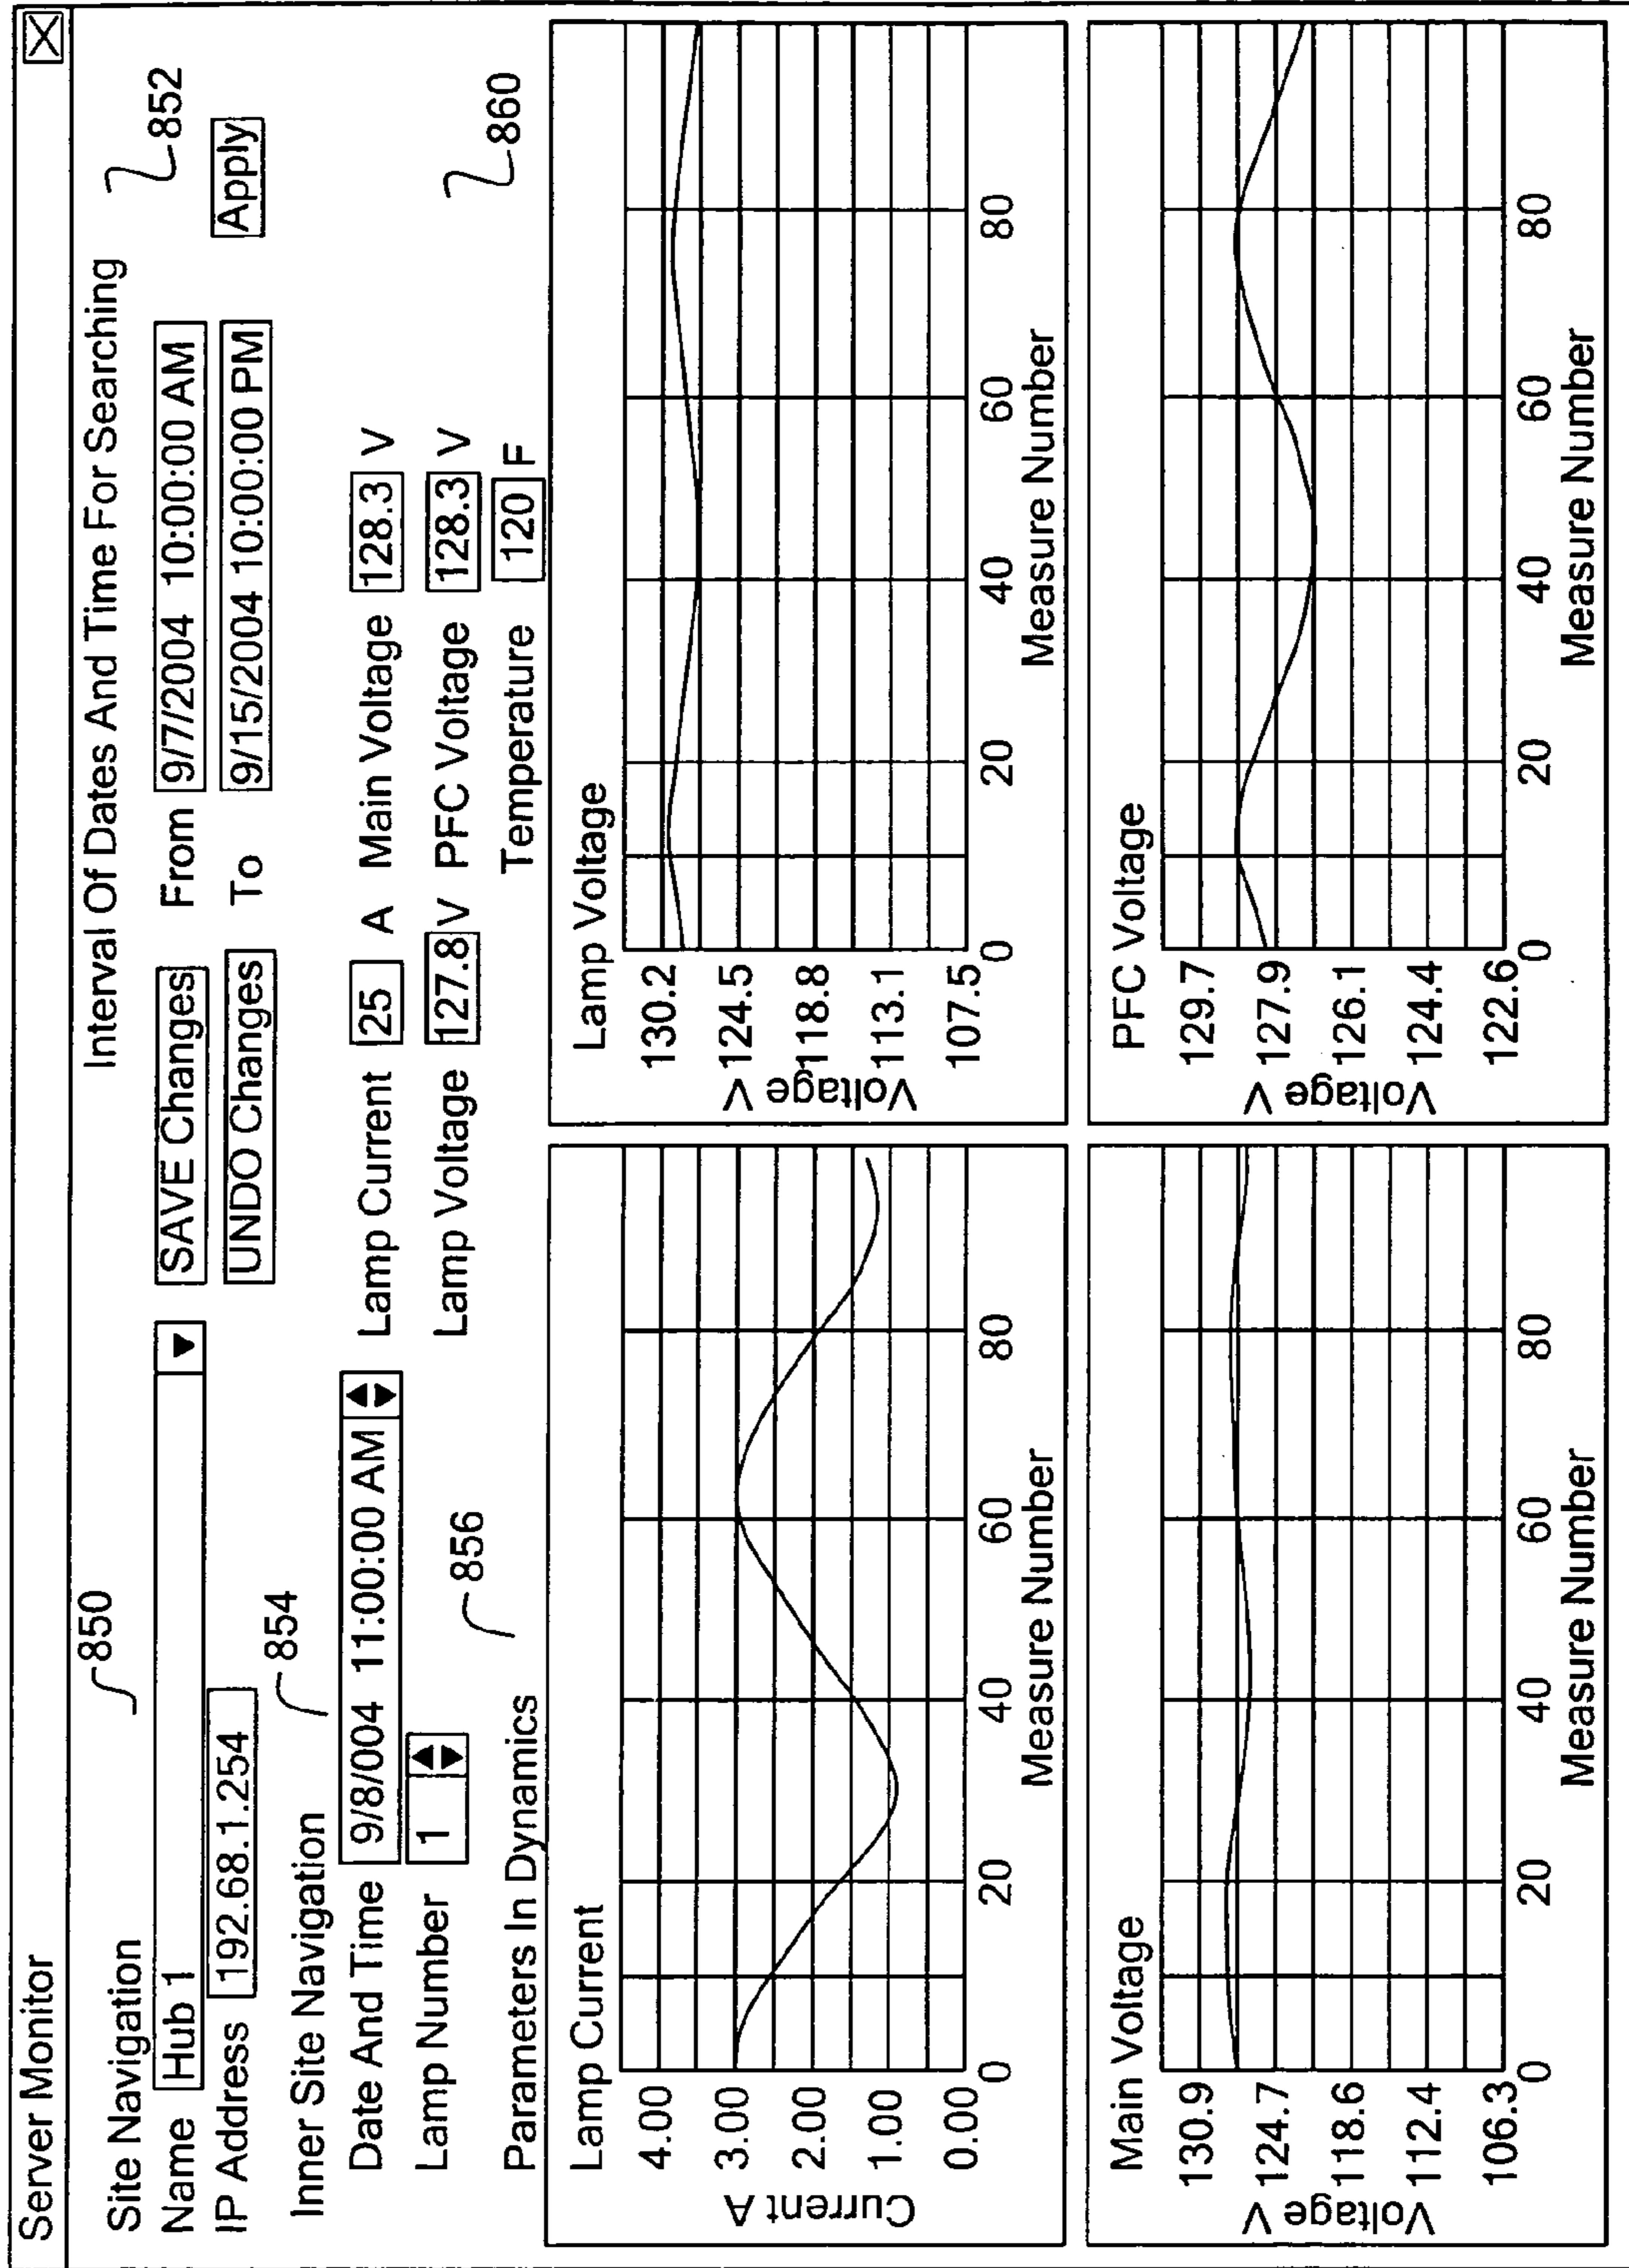 Server Monitor
Site Navigation
850
Name Hub 1
IP Address 192.68.1.254
SAVE Changes
UNDO Changes
Interval Of Dates And Time For Searching
852
From 9/7/2004 10:00:00 AM
To 9/15/2004 10:00:00 PM
Apply
Inner Site Navigation
854
Date And Time 9/8/004 11:00:00 AM
Lamp Number 1
Lamp Current 25 A Main Voltage 128.3 V
Lamp Voltage 127.8 V PFC Voltage 128.3 V
Temperature 120 F
856
860
Parameters In Dynamics
Lamp Current
Current A
4.00
3.00
2.00
1.00
0.00
0 20 40 60 80
Measure Number
Lamp Voltage
Voltage V
130.2
124.5
118.8
113.1
107.5
0 20 40 60 80
Measure Number
Main Voltage
Voltage V
130.9
124.7
118.6
112.4
106.3
0 20 40 60 80
Measure Number
PFC Voltage
Voltage V
129.7
127.9
126.1
124.4
122.6
0 20 40 60 80
Measure Number